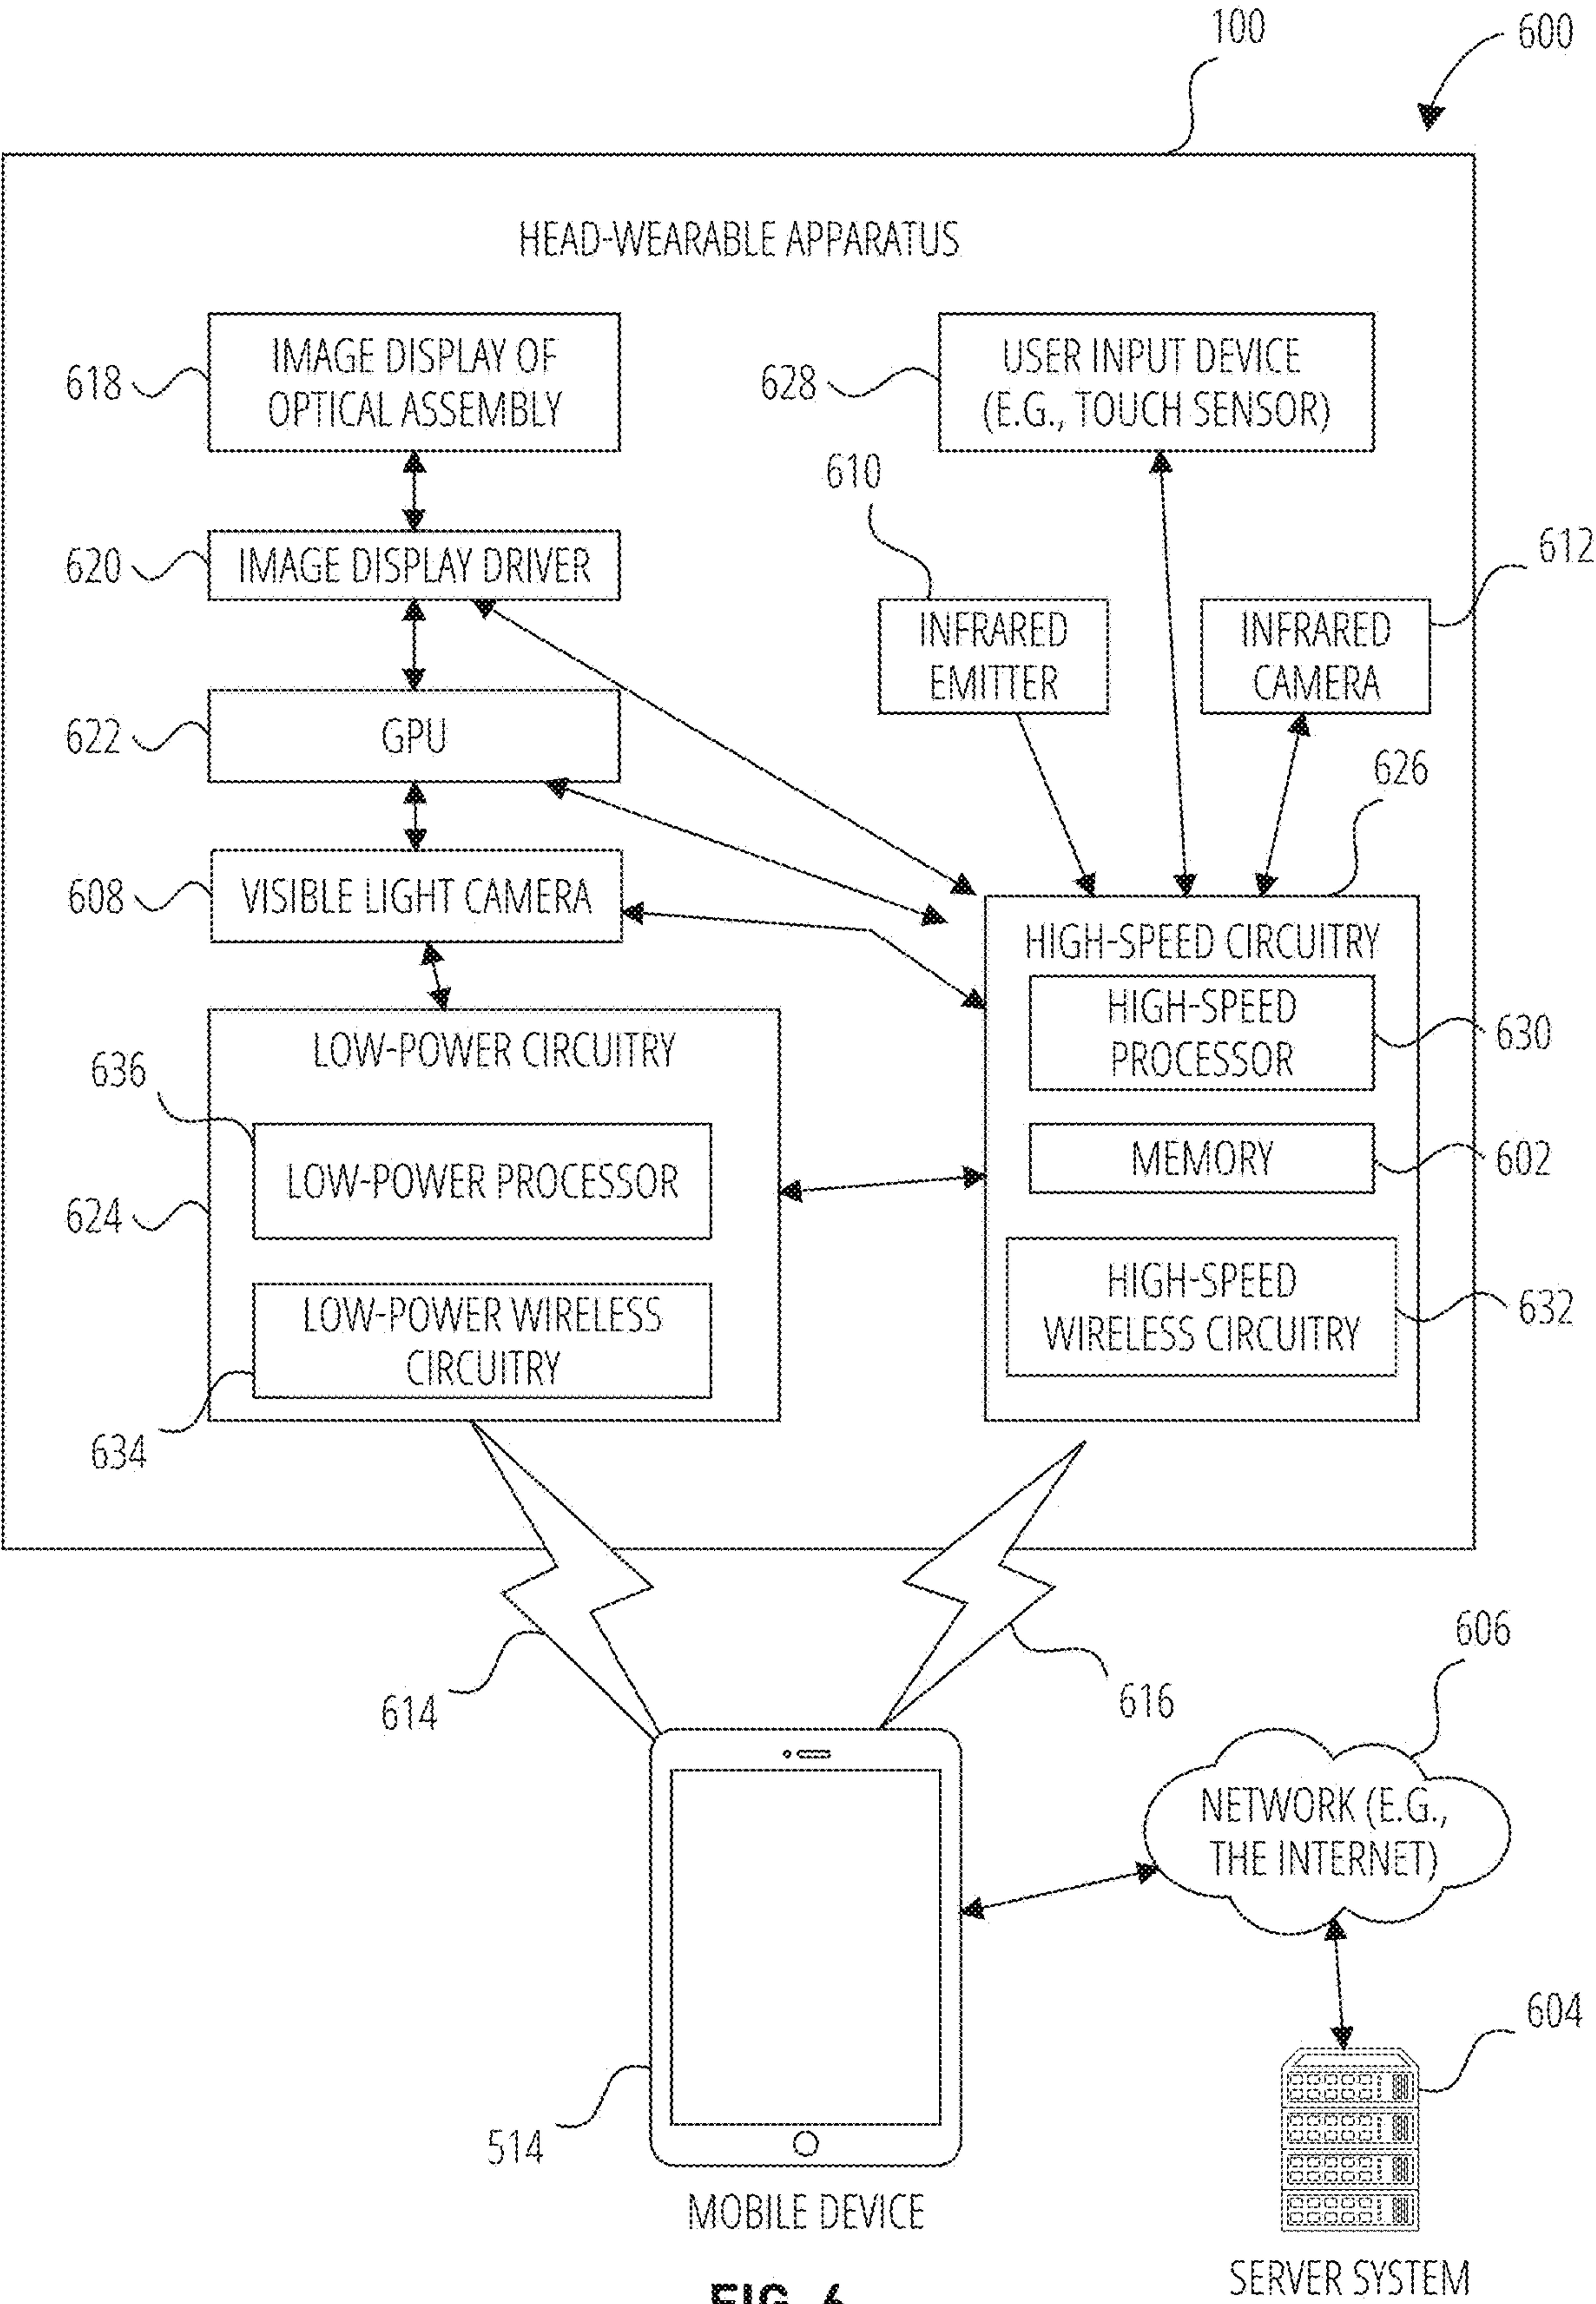 100
600
HEAD-WEARABLE APPARATUS
618
IMAGE DISPLAY OF
OPTICAL ASSEMBLY
628
USER INPUT DEVICE
(E.G., TOUCH SENSOR)
610
612
620
IMAGE DISPLAY DRIVER
INFRARED
EMITTER
INFRARED
CAMERA
622
GPU
626
608
VISIBLE LIGHT CAMERA
HIGH-SPEED CIRCUITRY
HIGH-SPEED
PROCESSOR
630
LOW-POWER CIRCUITRY
636
LOW-POWER PROCESSOR
624
MEMORY
602
LOW-POWER WIRELESS
CIRCUITRY
634
HIGH-SPEED
WIRELESS CIRCUITRY
632
614
616
606
NETWORK (E.G.,
THE INTERNET)
604
514
MOBILE DEVICE
SERVER SYSTEM
FIG. 6